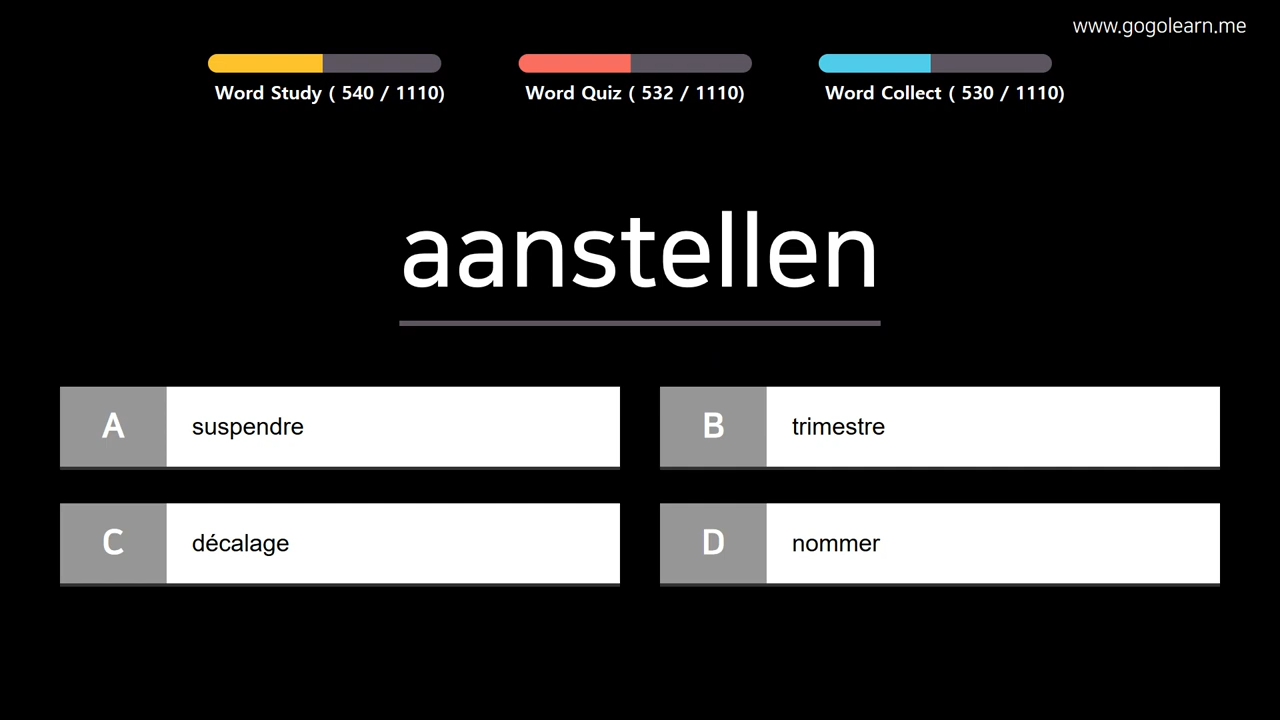 www.gogolearn.me
Word Study ( 540 / 1110)
Word Quiz ( 532 / 1110)
Word Collect ( 530 / 1110)
aanstellen
A suspendre
B trimestre
C décalage
D nommer